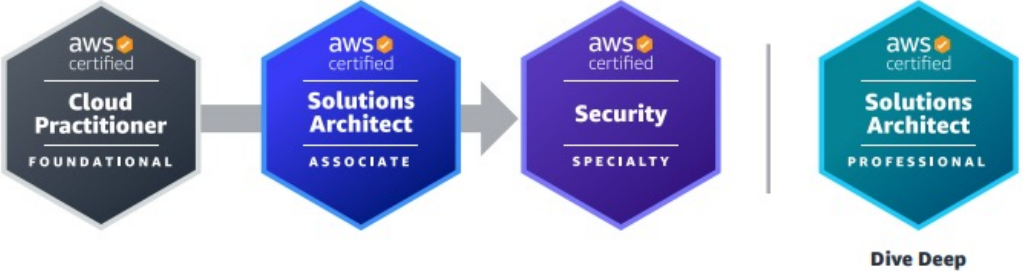 aws
certified
Cloud
Practitioner
FOUNDATIONAL
aws
certified
Solutions
Architect
ASSOCIATE
aws
certified
Security
SPECIALTY
aws
certified
Solutions
Architect
PROFESSIONAL
Dive Deep